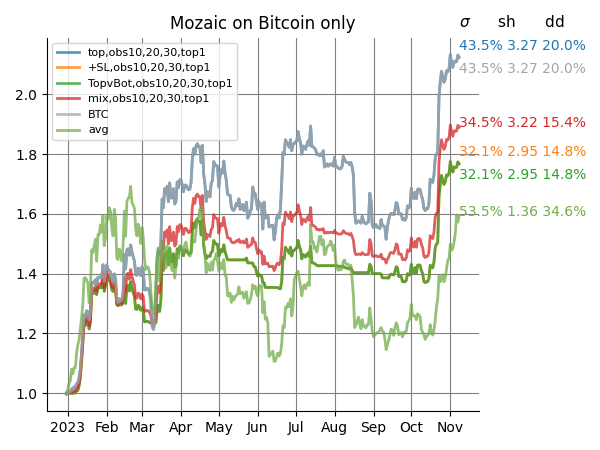 Mozaic on Bitcoin only
σ sh dd
top,obs10,20,30,top1
+SL,obs10,20,30,top1
TopvBot,obs10,20,30,top1
mix,obs10,20,30,top1
BTC
avg
43.5% 3.27 20.0%
43.5% 3.27 20.0%
34.5% 3.22 15.4%
32.1% 2.95 14.8%
32.1% 2.95 14.8%
53.5% 1.36 34.6%
2.0
1.8
1.6
1.4
1.2
1.0
2023 Feb Mar Apr May Jun Jul Aug Sep Oct Nov